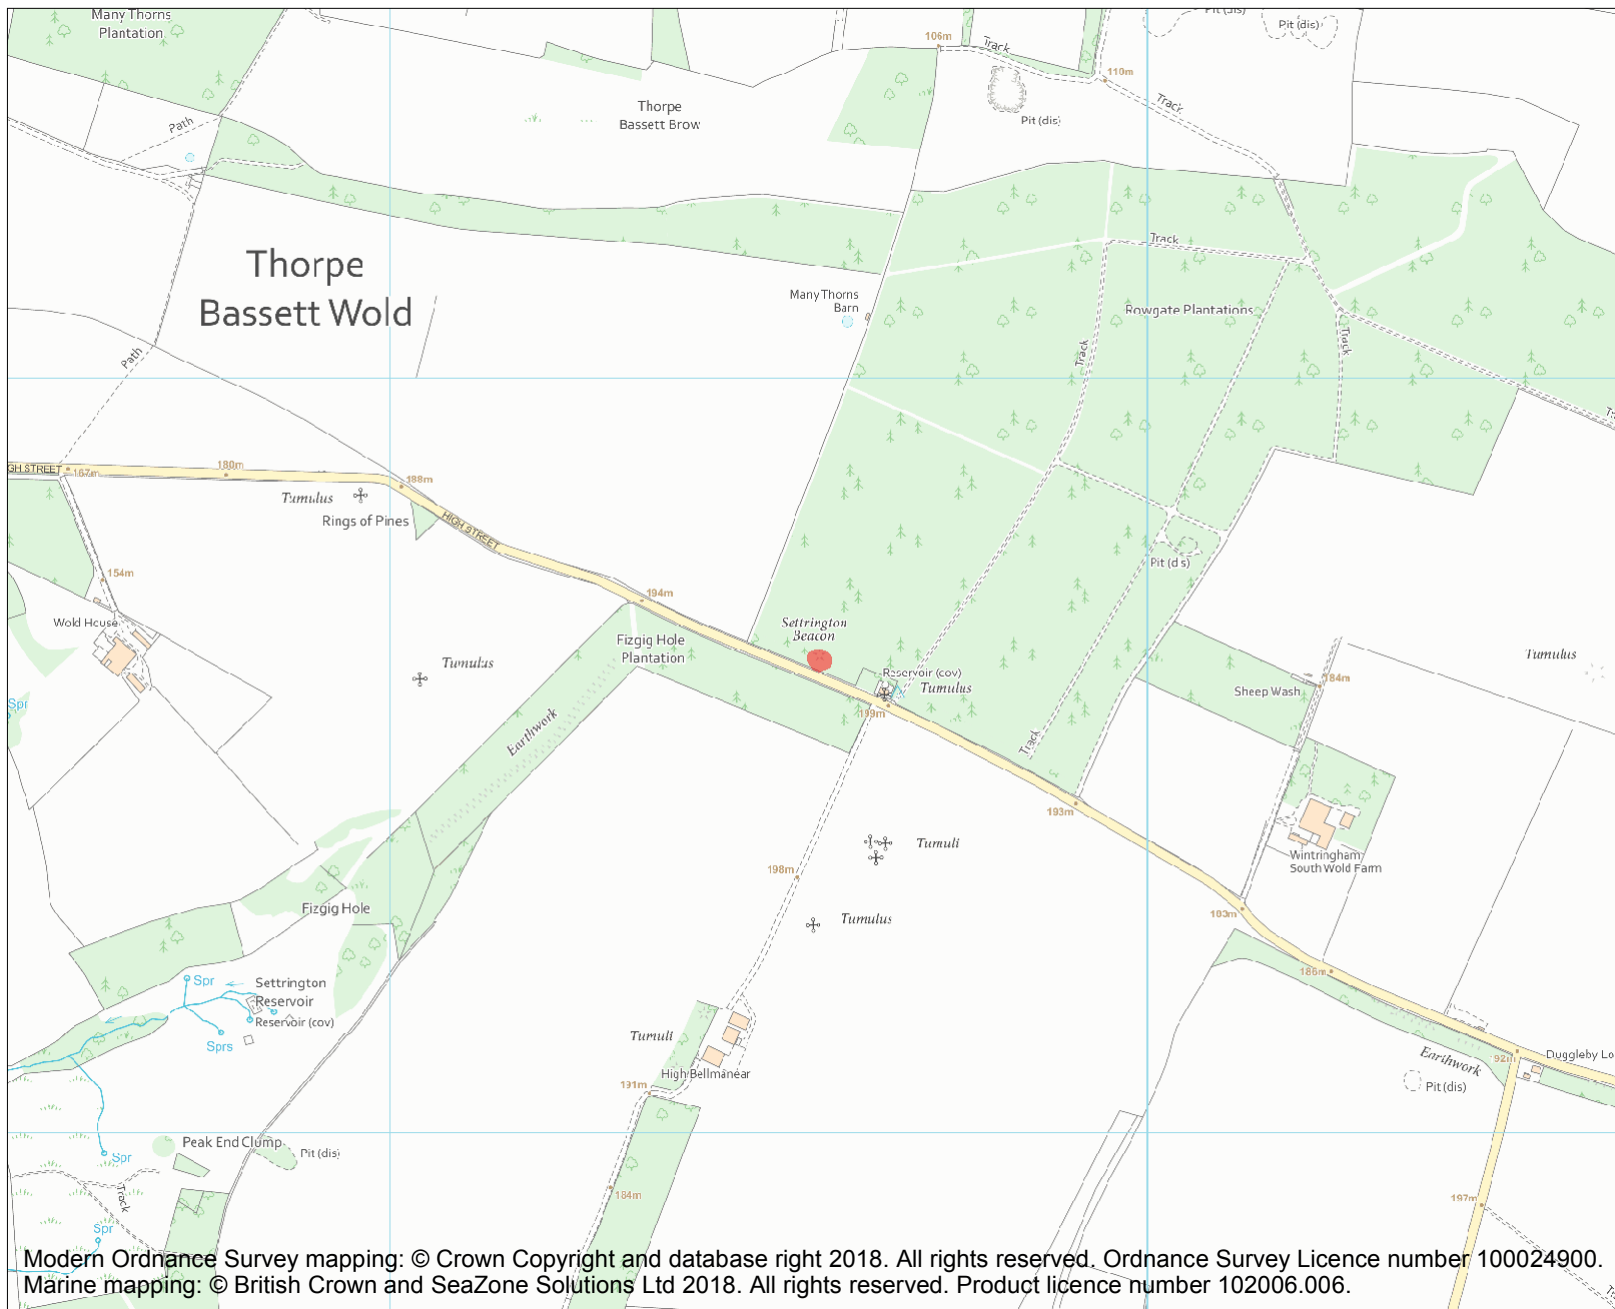 Many Thorns
Plantation
Pit (dis)
Pit (dis)
106m
Track
110m
Track
Thorpe
Bassett Brow
Pit (dis)
Path
Track
Thorpe
Bassett Wold
Many Thorns
Barn
Rowgate Plantations
Track
Track
Path
GH STREET
167m
180m
188m
Tumulus
Rings of Pines
HIGH STREET
Pit (d s)
154m
194m
Wold House
Settrington
Beacon
Fizgig Hole
Plantation
Tumulus
Reservoir (cov)
Tumulus
Tumulus
184m
Sheep Wash
Spr
199m
Earthwork
Track
193m
Tumuli
Wintringham
South Wold Farm
198m
Fizgig Hole
Tumulus
183m
186m
Spr
Settrington
Reservoir
Reservoir (cov)
Sprs
Tumuli
High Bellmanear
Earthwork
92m
Duggleby Lo
191m
Pit (dis)
Peak End Clump
Pit (dis)
Spr
Track
184m
197m
Spr
Modern Ordnance Survey mapping: © Crown Copyright and database right 2018. All rights reserved. Ordnance Survey Licence number 100024900.
Marine mapping: © British Crown and SeaZone Solutions Ltd 2018. All rights reserved. Product licence number 102006.006.